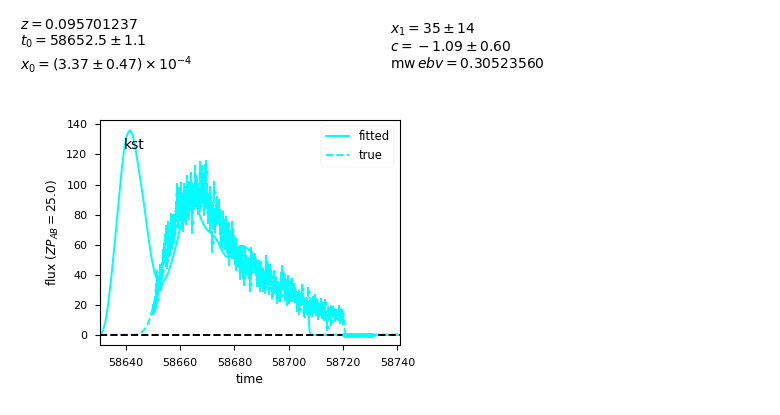 z = 0.095701237
t₀ = 58652.5 ± 1.1
x₀ = (3.37 ± 0.47) × 10⁻⁴
x₁ = 35 ± 14
c = −1.09 ± 0.60
mw ebv = 0.30523560
kst
fitted
true
140
120
100
80
60
40
20
0
flux (ZP_AB = 25.0)
58640 58660 58680 58700 58720 58740
time